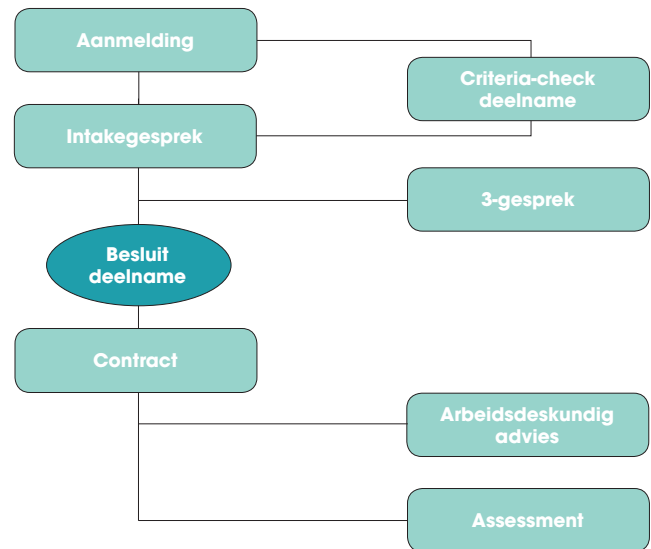 Aanmelding
Criteria-check
deelname
Intakegesprek
3-gesprek
Besluit
deelname
Contract
Arbeidsdeskundig
advies
Assessment